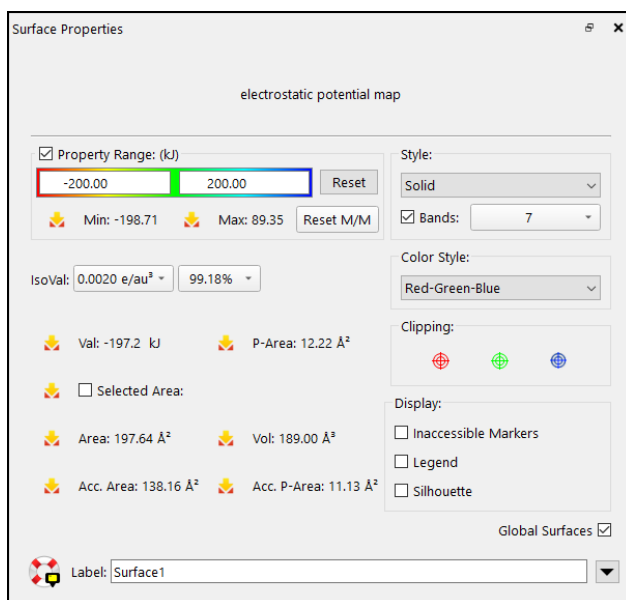 Surface Properties
electrostatic potential map
Property Range: (kJ)
-200.00 200.00 Reset
Min: -198.71 Max: 89.35 Reset M/M
Style:
Solid
Bands: 7
IsoVal: 0.0020 e/au³ 99.18%
Color Style:
Red-Green-Blue
Val: -197.2 kJ P-Area: 12.22 Å²
Selected Area:
Area: 197.64 Å² Vol: 189.00 Å³
Acc. Area: 138.16 Å² Acc. P-Area: 11.13 Å²
Clipping:
Display:
Inaccessible Markers
Legend
Silhouette
Global Surfaces
Label: Surface1